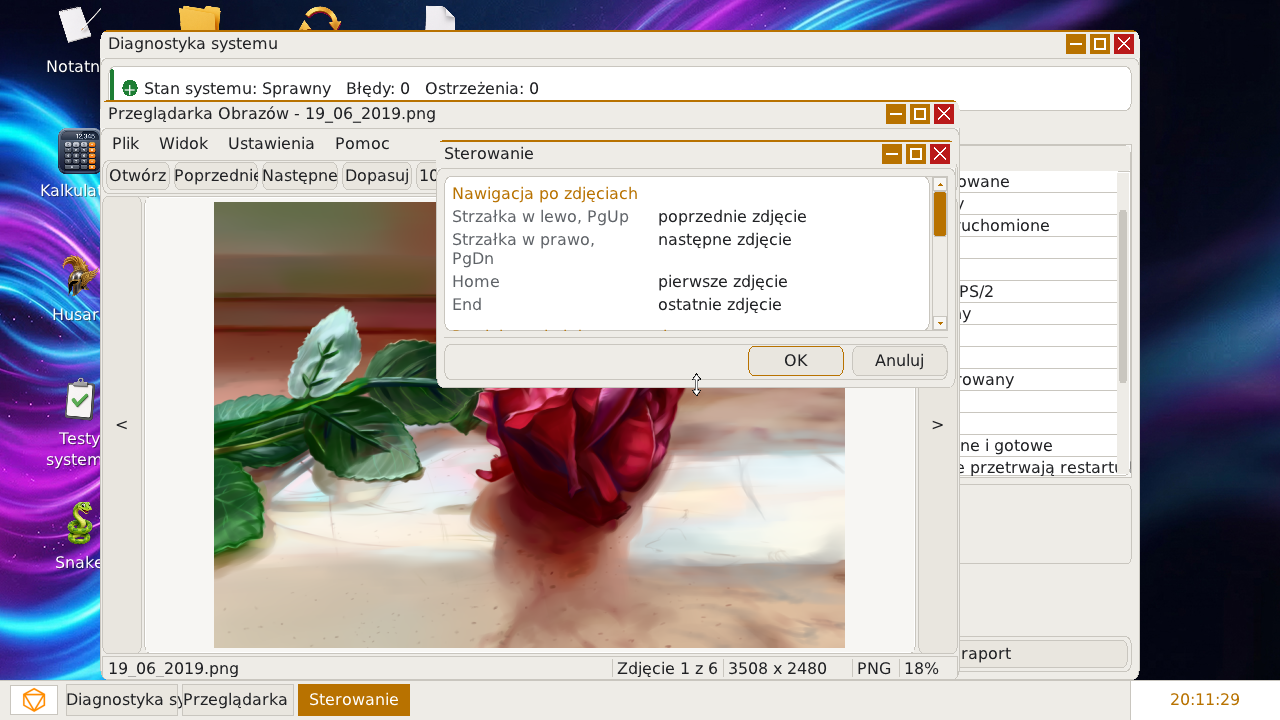 Notatn
Diagnostyka systemu
Stan systemu: Sprawny Błędy: 0 Ostrzeżenia: 0
Przeglądarka Obrazów - 19_06_2019.png
Plik Widok Ustawienia Pomoc
Otwórz Poprzednie Następne Dopasuj 10
Sterowanie
Nawigacja po zdjęciach
Strzałka w lewo, PgUp poprzednie zdjęcie
Strzałka w prawo, PgDn następne zdjęcie
Home pierwsze zdjęcie
End ostatnie zdjęcie
OK Anuluj
owane
y
uchomione
PS/2
ny
rowany
ne i gotowe
e przetrwają restartu
raport
< >
12,345
Kalkula
Husar
Testy
system
Snake
19_06_2019.png Zdjęcie 1 z 6 3508 x 2480 PNG 18%
Diagnostyka sy Przeglądarka Sterowanie 20:11:29